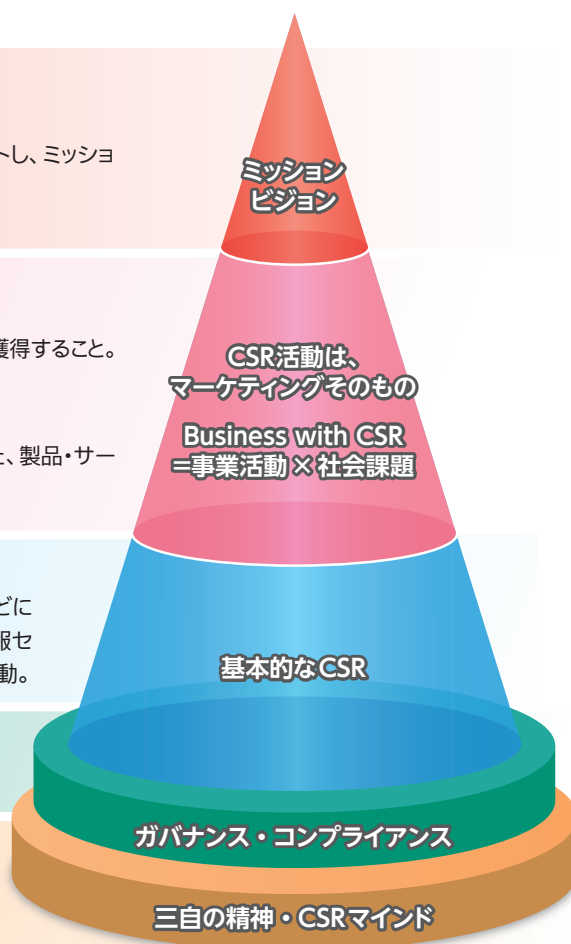 トし、ミッショ
ミッション
ビジョン
獲得すること。
CSR活動は、
マーケティングそのもの
Business with CSR
＝事業活動×社会課題
、製品・サー
どに
報セ
動。
基本的なCSR
ガバナンス・コンプライアンス
三自の精神・CSRマインド